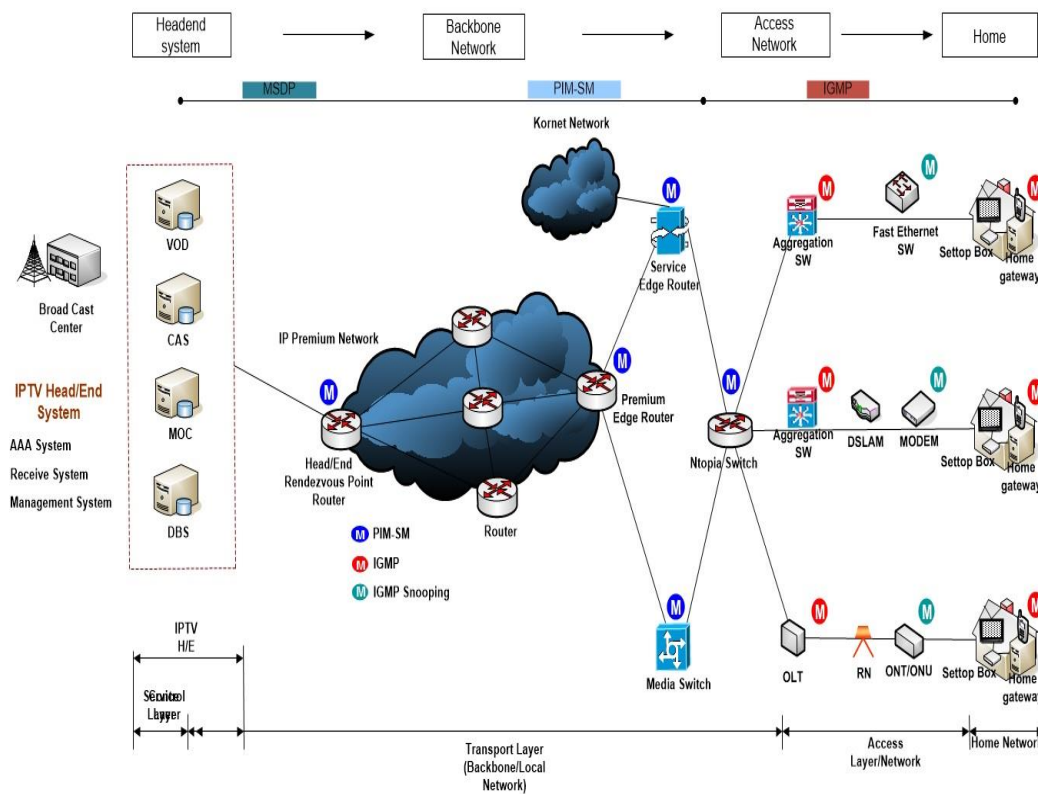 Headend
system
Backbone
Network
Access
Network
Home
MSDP
PIM-SM
IGMP
Kornet Network
M
M
M
M
VOD
Aggregation
SW
Fast Ethernet
SW
Settop Box
Home
gateway
Service
Edge Router
Broad Cast
Center
CAS
IP Premium Network
M
M
M
M
M
M
Premium
Edge Router
IPTV Head/End
System
MOC
Aggregation
SW
DSLAM
MODEM
Settop Box
Home
gateway
Ntopia Switch
AAA System
Receive System
Management System
Head/End
Rendezvous Point
Router
DBS
Router
M PIM-SM
M IGMP
M IGMP Snooping
M
M
M
M
IPTV
H/E
OLT
RN
ONT/ONU
Settop Box
Home
gateway
Media Switch
Service
Layer
Control
Layer
Transport Layer
(Backbone/Local
Network)
Access
Layer/Network
Home Network